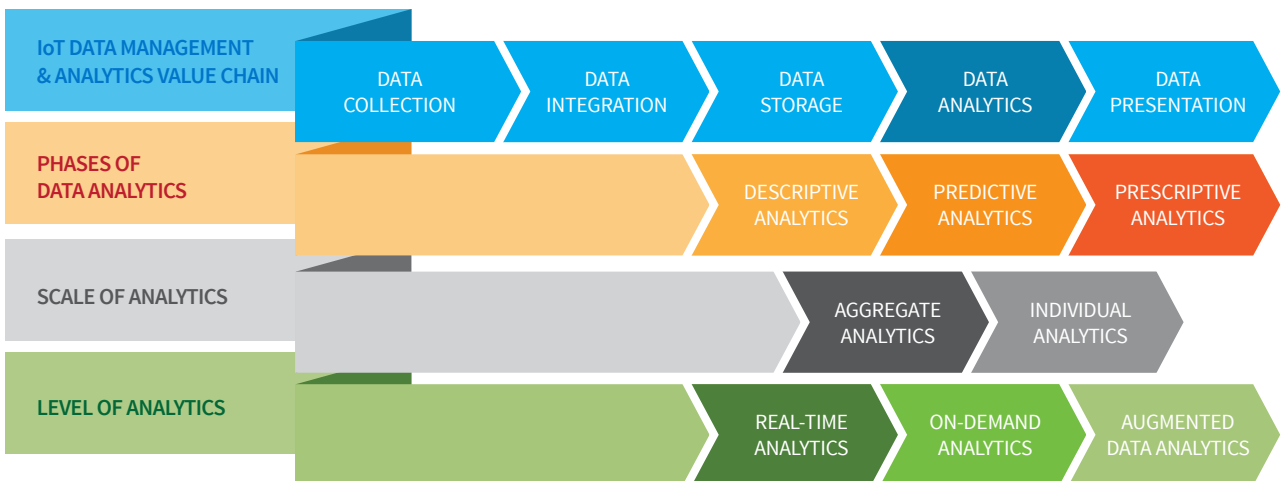 IoT DATA MANAGEMENT
& ANALYTICS VALUE CHAIN
DATA
COLLECTION
DATA
INTEGRATION
DATA
STORAGE
DATA
ANALYTICS
DATA
PRESENTATION
PHASES OF
DATA ANALYTICS
DESCRIPTIVE
ANALYTICS
PREDICTIVE
ANALYTICS
PRESCRIPTIVE
ANALYTICS
SCALE OF ANALYTICS
AGGREGATE
ANALYTICS
INDIVIDUAL
ANALYTICS
LEVEL OF ANALYTICS
REAL-TIME
ANALYTICS
ON-DEMAND
ANALYTICS
AUGMENTED
DATA ANALYTICS